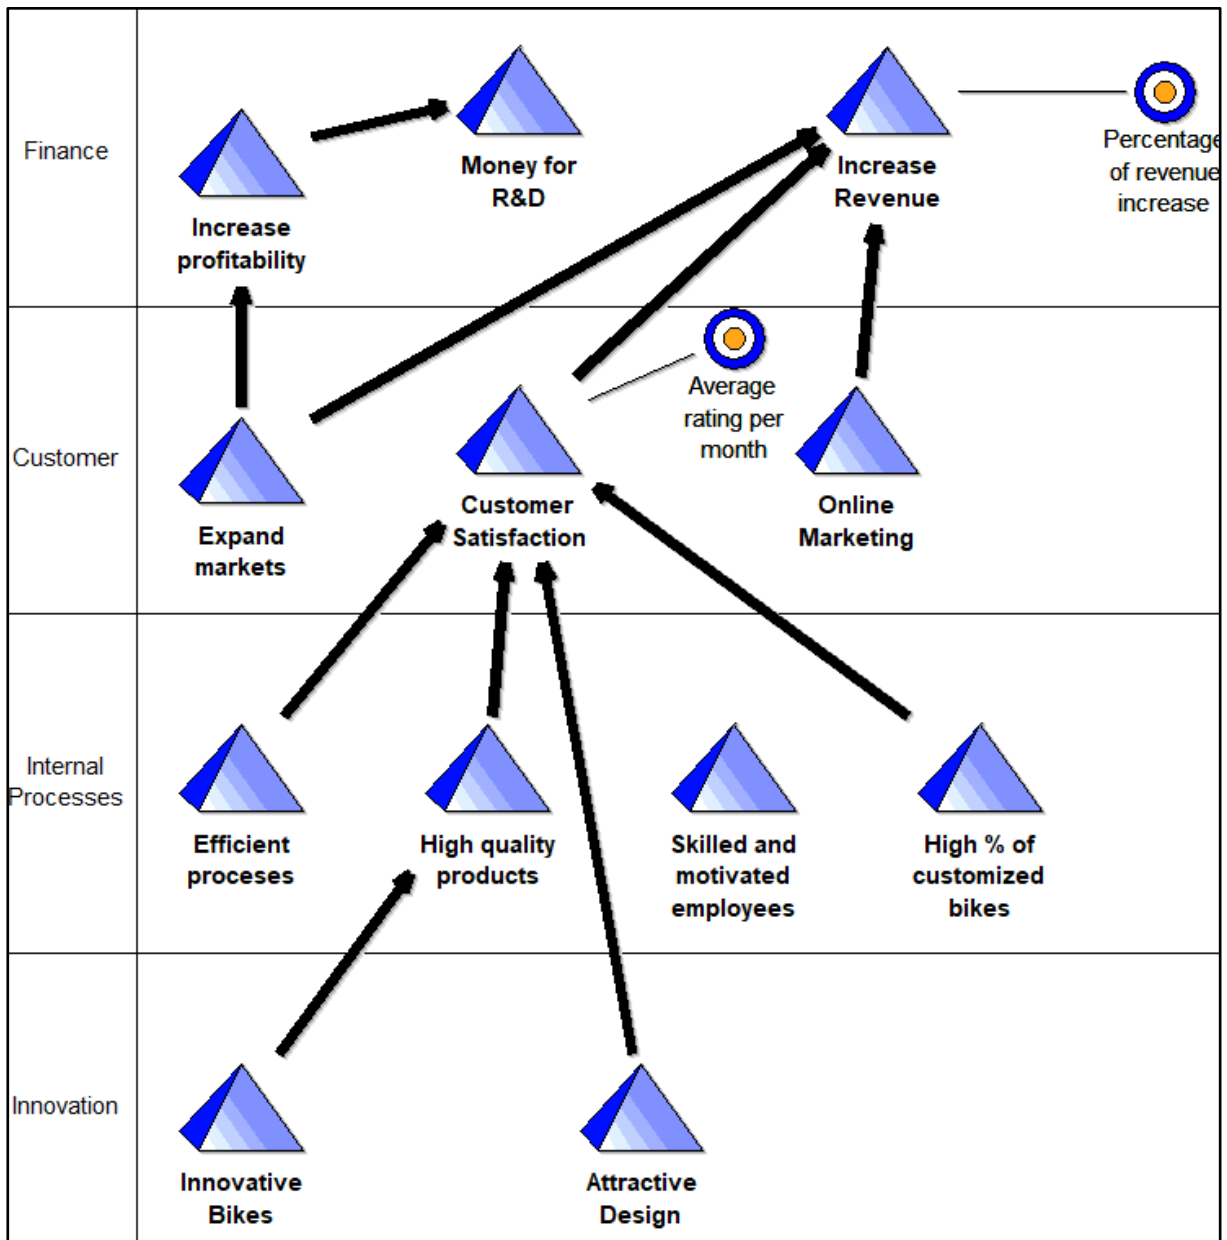 Finance
Money for
R&D
Increase
Revenue
Percentage
of revenue
increase
Increase
profitability
Customer
Average
rating per
month
Expand
markets
Customer
Satisfaction
Online
Marketing
Internal
Processes
Efficient
proceses
High quality
products
Skilled and
motivated
employees
High % of
customized
bikes
Innovation
Innovative
Bikes
Attractive
Design